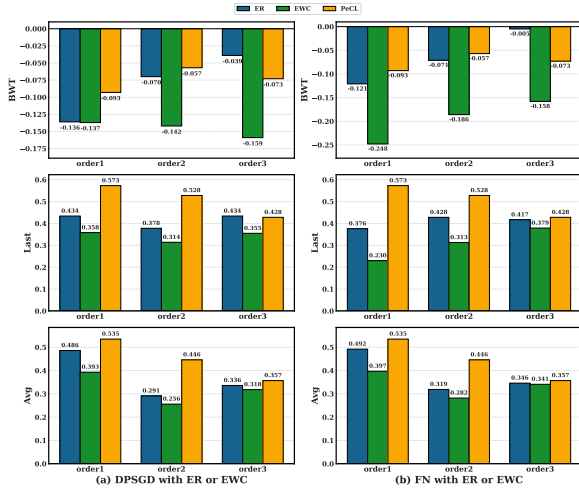 ER EWC PeCL
0.000
−0.025
−0.050
−0.075
−0.100
−0.125
−0.150
−0.175
BWT
-0.136 -0.137 -0.093
-0.070 -0.142 -0.057
-0.039 -0.159 -0.073
order1 order2 order3
0.00
−0.05
−0.10
−0.15
−0.20
−0.25
BWT
-0.121 -0.248 -0.093
-0.071 -0.186 -0.057
-0.005 -0.158 -0.073
order1 order2 order3
0.6
0.5
0.4
0.3
0.2
0.1
0.0
Last
0.434 0.358 0.573
0.378 0.314 0.528
0.434 0.355 0.428
order1 order2 order3
0.6
0.5
0.4
0.3
0.2
0.1
0.0
Last
0.376 0.230 0.573
0.428 0.313 0.528
0.417 0.379 0.428
order1 order2 order3
0.5
0.4
0.3
0.2
0.1
0.0
Avg
0.486 0.393 0.535
0.291 0.256 0.446
0.336 0.318 0.357
order1 order2 order3
(a) DPSGD with ER or EWC
0.5
0.4
0.3
0.2
0.1
0.0
Avg
0.492 0.397 0.535
0.319 0.282 0.446
0.346 0.341 0.357
order1 order2 order3
(b) FN with ER or EWC